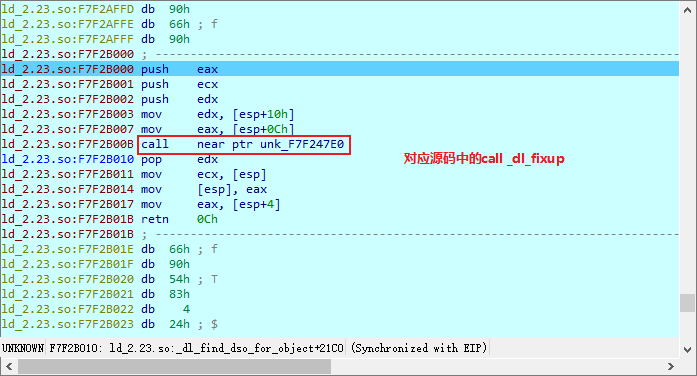 ld_2.23.so:F7F2AFFD db  90h
ld_2.23.so:F7F2AFFE db  66h ; f
ld_2.23.so:F7F2AFFF db  90h
ld_2.23.so:F7F2B000 ; ---------------------------------------------------------------------------
ld_2.23.so:F7F2B000 push    eax
ld_2.23.so:F7F2B001 push    ecx
ld_2.23.so:F7F2B002 push    edx
ld_2.23.so:F7F2B003 mov     edx, [esp+10h]
ld_2.23.so:F7F2B007 mov     eax, [esp+0Ch]
ld_2.23.so:F7F2B00B call    near ptr unk_F7F247E0
对应源码中的call _dl_fixup
ld_2.23.so:F7F2B010 pop     edx
ld_2.23.so:F7F2B011 mov     ecx, [esp]
ld_2.23.so:F7F2B014 mov     [esp], eax
ld_2.23.so:F7F2B017 mov     eax, [esp+4]
ld_2.23.so:F7F2B01B retn    0Ch
ld_2.23.so:F7F2B01B ; ---------------------------------------------------------------------------
ld_2.23.so:F7F2B01E db  66h ; f
ld_2.23.so:F7F2B01F db  90h
ld_2.23.so:F7F2B020 db  54h ; T
ld_2.23.so:F7F2B021 db  83h
ld_2.23.so:F7F2B022 db   4
ld_2.23.so:F7F2B023 db  24h ; $
UNKNOWN F7F2B010: ld_2.23.so:_dl_find_dso_for_object+21C0 (Synchronized with EIP)